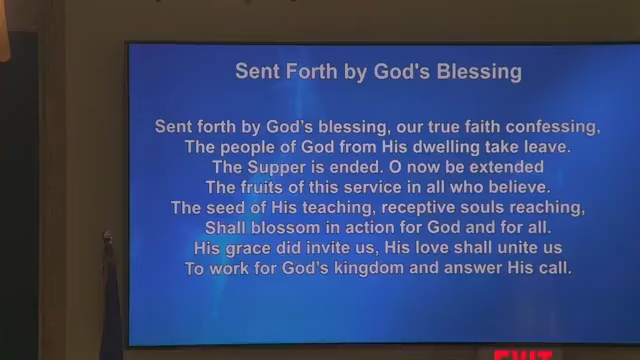 Sent Forth by God's Blessing
Sent forth by God's blessing, our true faith confessing,
The people of God from His dwelling take leave.
The Supper is ended. O now be extended
The fruits of this service in all who believe.
The seed of His teaching, receptive souls reaching,
Shall blossom in action for God and for all.
His grace did invite us, His love shall unite us
To work for God's kingdom and answer His call.
EXIT